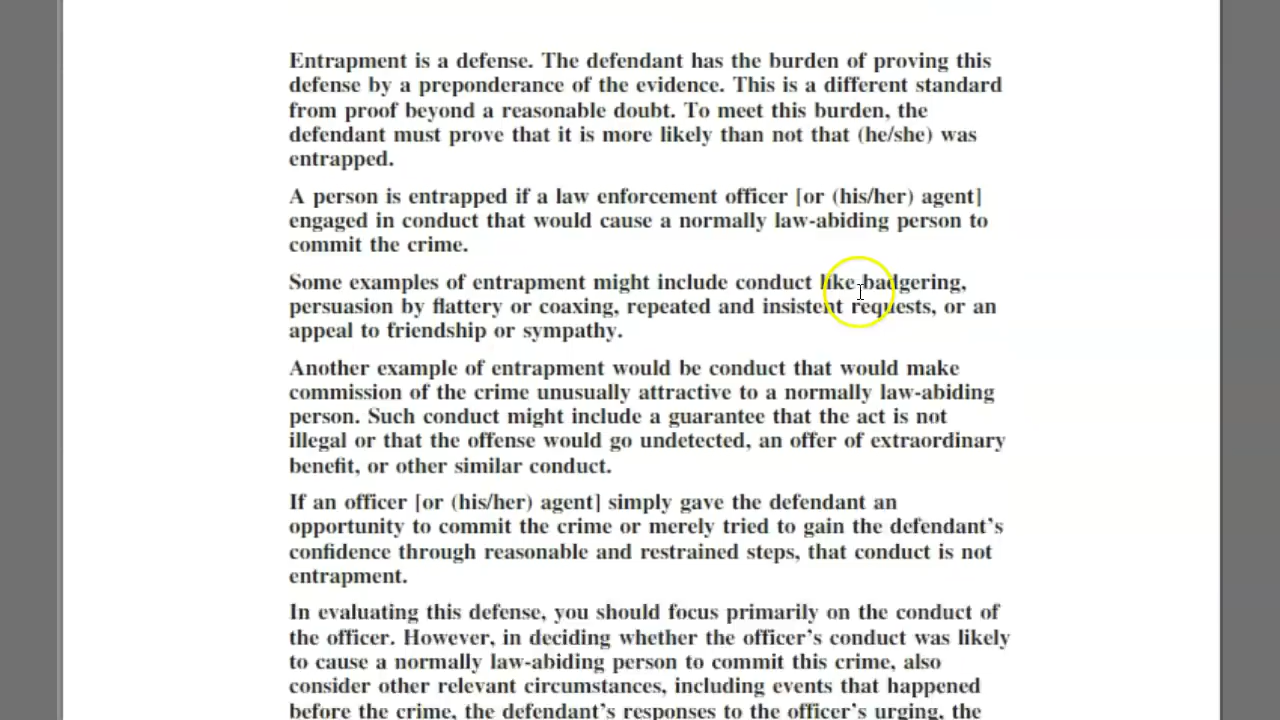 Entrapment is a defense. The defendant has the burden of proving this
defense by a preponderance of the evidence. This is a different standard
from proof beyond a reasonable doubt. To meet this burden, the
defendant must prove that it is more likely than not that (he/she) was
entrapped.
A person is entrapped if a law enforcement officer [or (his/her) agent]
engaged in conduct that would cause a normally law-abiding person to
commit the crime.
Some examples of entrapment might include conduct like badgering,
persuasion by flattery or coaxing, repeated and insistent requests, or an
appeal to friendship or sympathy.
Another example of entrapment would be conduct that would make
commission of the crime unusually attractive to a normally law-abiding
person. Such conduct might include a guarantee that the act is not
illegal or that the offense would go undetected, an offer of extraordinary
benefit, or other similar conduct.
If an officer [or (his/her) agent] simply gave the defendant an
opportunity to commit the crime or merely tried to gain the defendant’s
confidence through reasonable and restrained steps, that conduct is not
entrapment.
In evaluating this defense, you should focus primarily on the conduct of
the officer. However, in deciding whether the officer’s conduct was likely
to cause a normally law-abiding person to commit this crime, also
consider other relevant circumstances, including events that happened
before the crime, the defendant’s responses to the officer’s urging, the